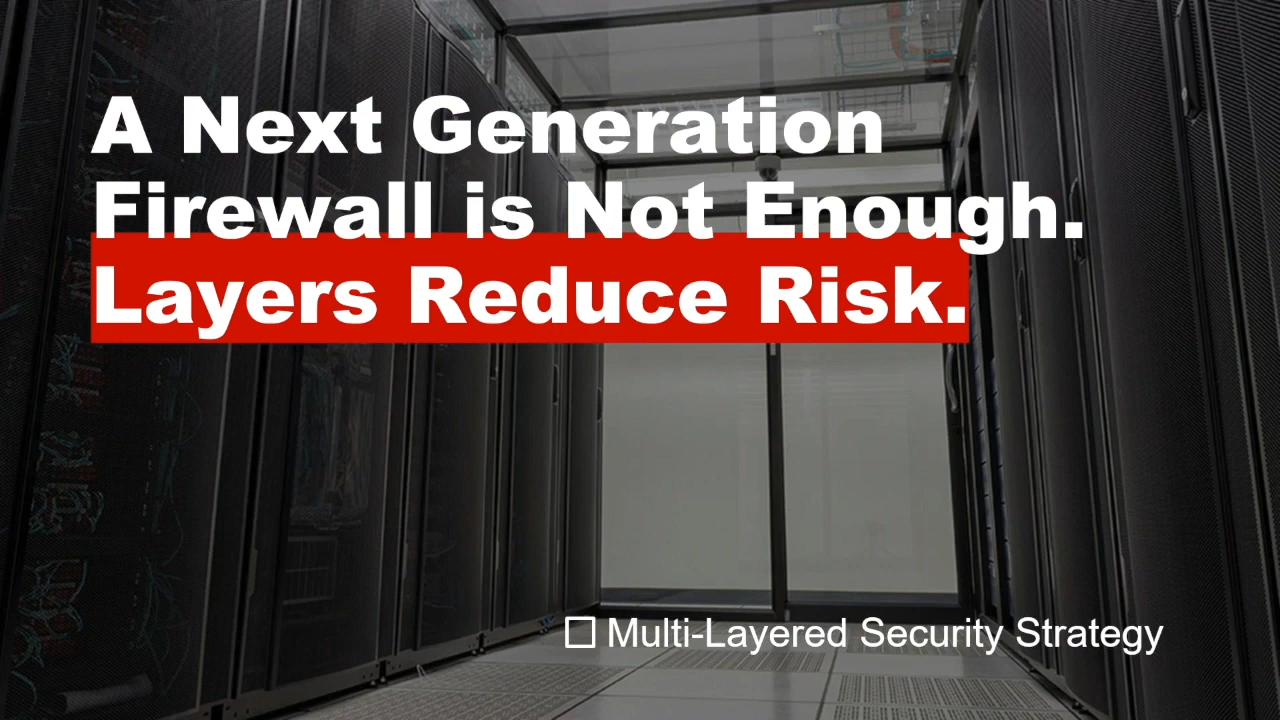 A Next Generation
Firewall is Not Enough.
Layers Reduce Risk.
☐ Multi-Layered Security Strategy